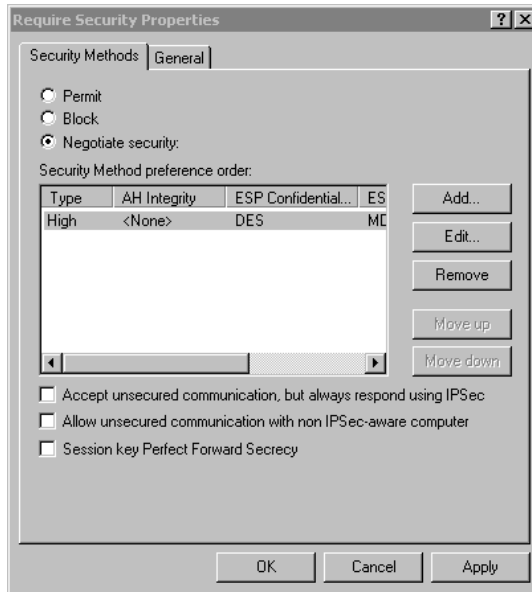 Require Security Properties
Security Methods General
Permit
Block
Negotiate security:
Security Method preference order:
Type AH Integrity ESP Confidential... ES
High <None> DES MD
Add...
Edit...
Remove
Move up
Move down
Accept unsecured communication, but always respond using IPSec
Allow unsecured communication with non IPSec-aware computer
Session key Perfect Forward Secrecy
OK Cancel Apply